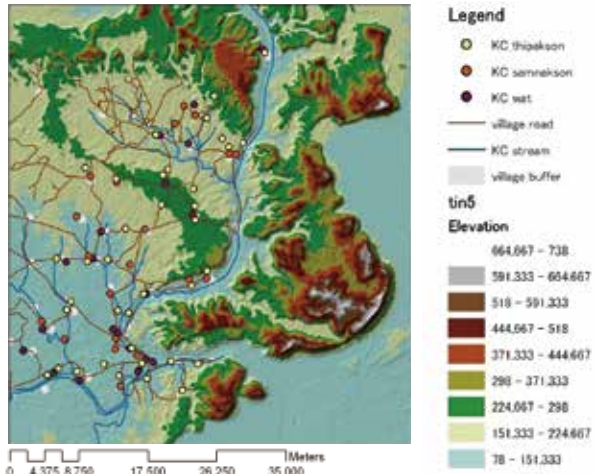 Legend
KC thipakson
KC samnakson
KC wat
village road
KC stream
village buffer
tin5
Elevation
664.667 - 738
591.333 - 664.667
518 - 591.333
444.667 - 518
371.333 - 444.667
298 - 371.333
224.667 - 298
151.333 - 224.667
78 - 151.333
Meters
0 4,375 8,750 17,500 26,250 35,000